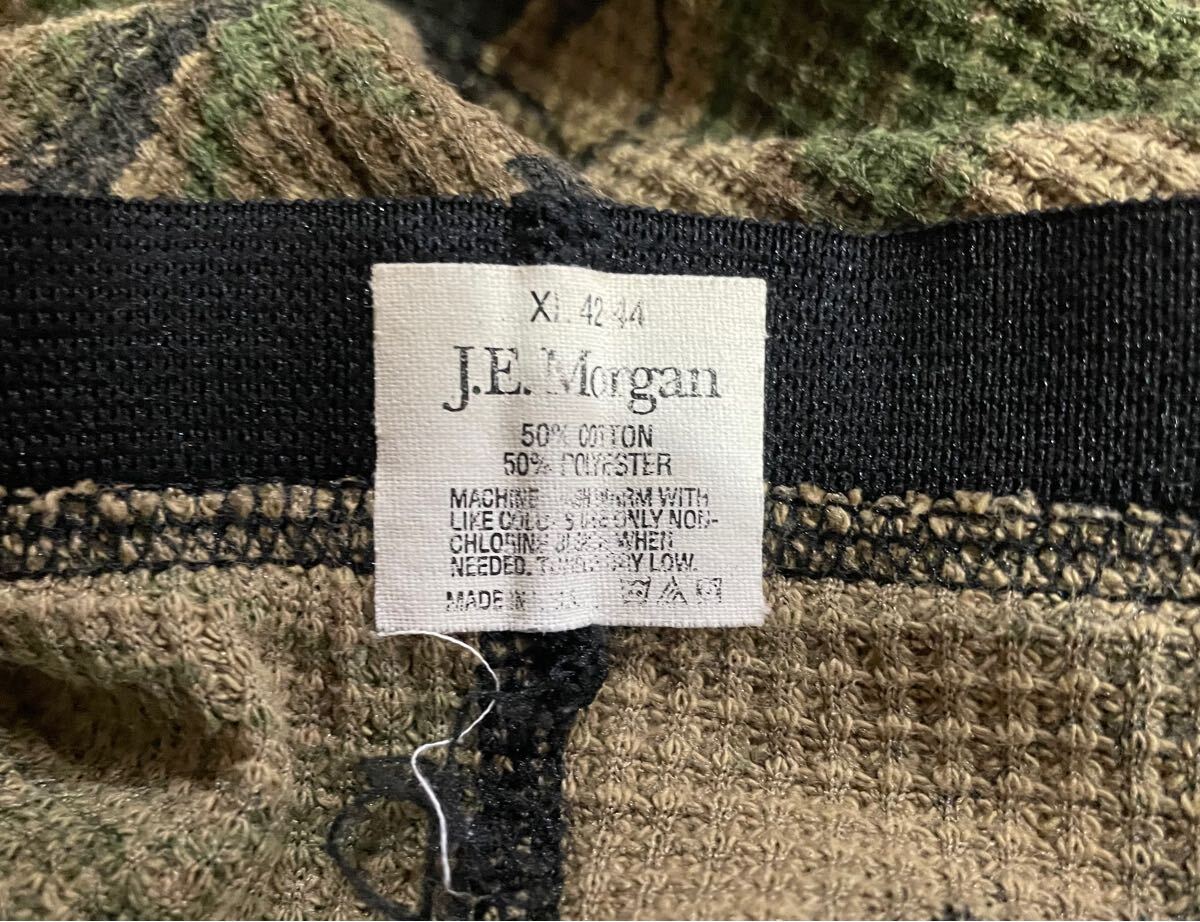 XL 42-44
J.E. Morgan
50% COTTON
50% POLYESTER
MACHINE WASH WARM WITH
LIKE COLORS USE ONLY NON-
CHLORINE BLEACH WHEN
NEEDED. TUMBLE DRY LOW.
MADE IN U.S.A.